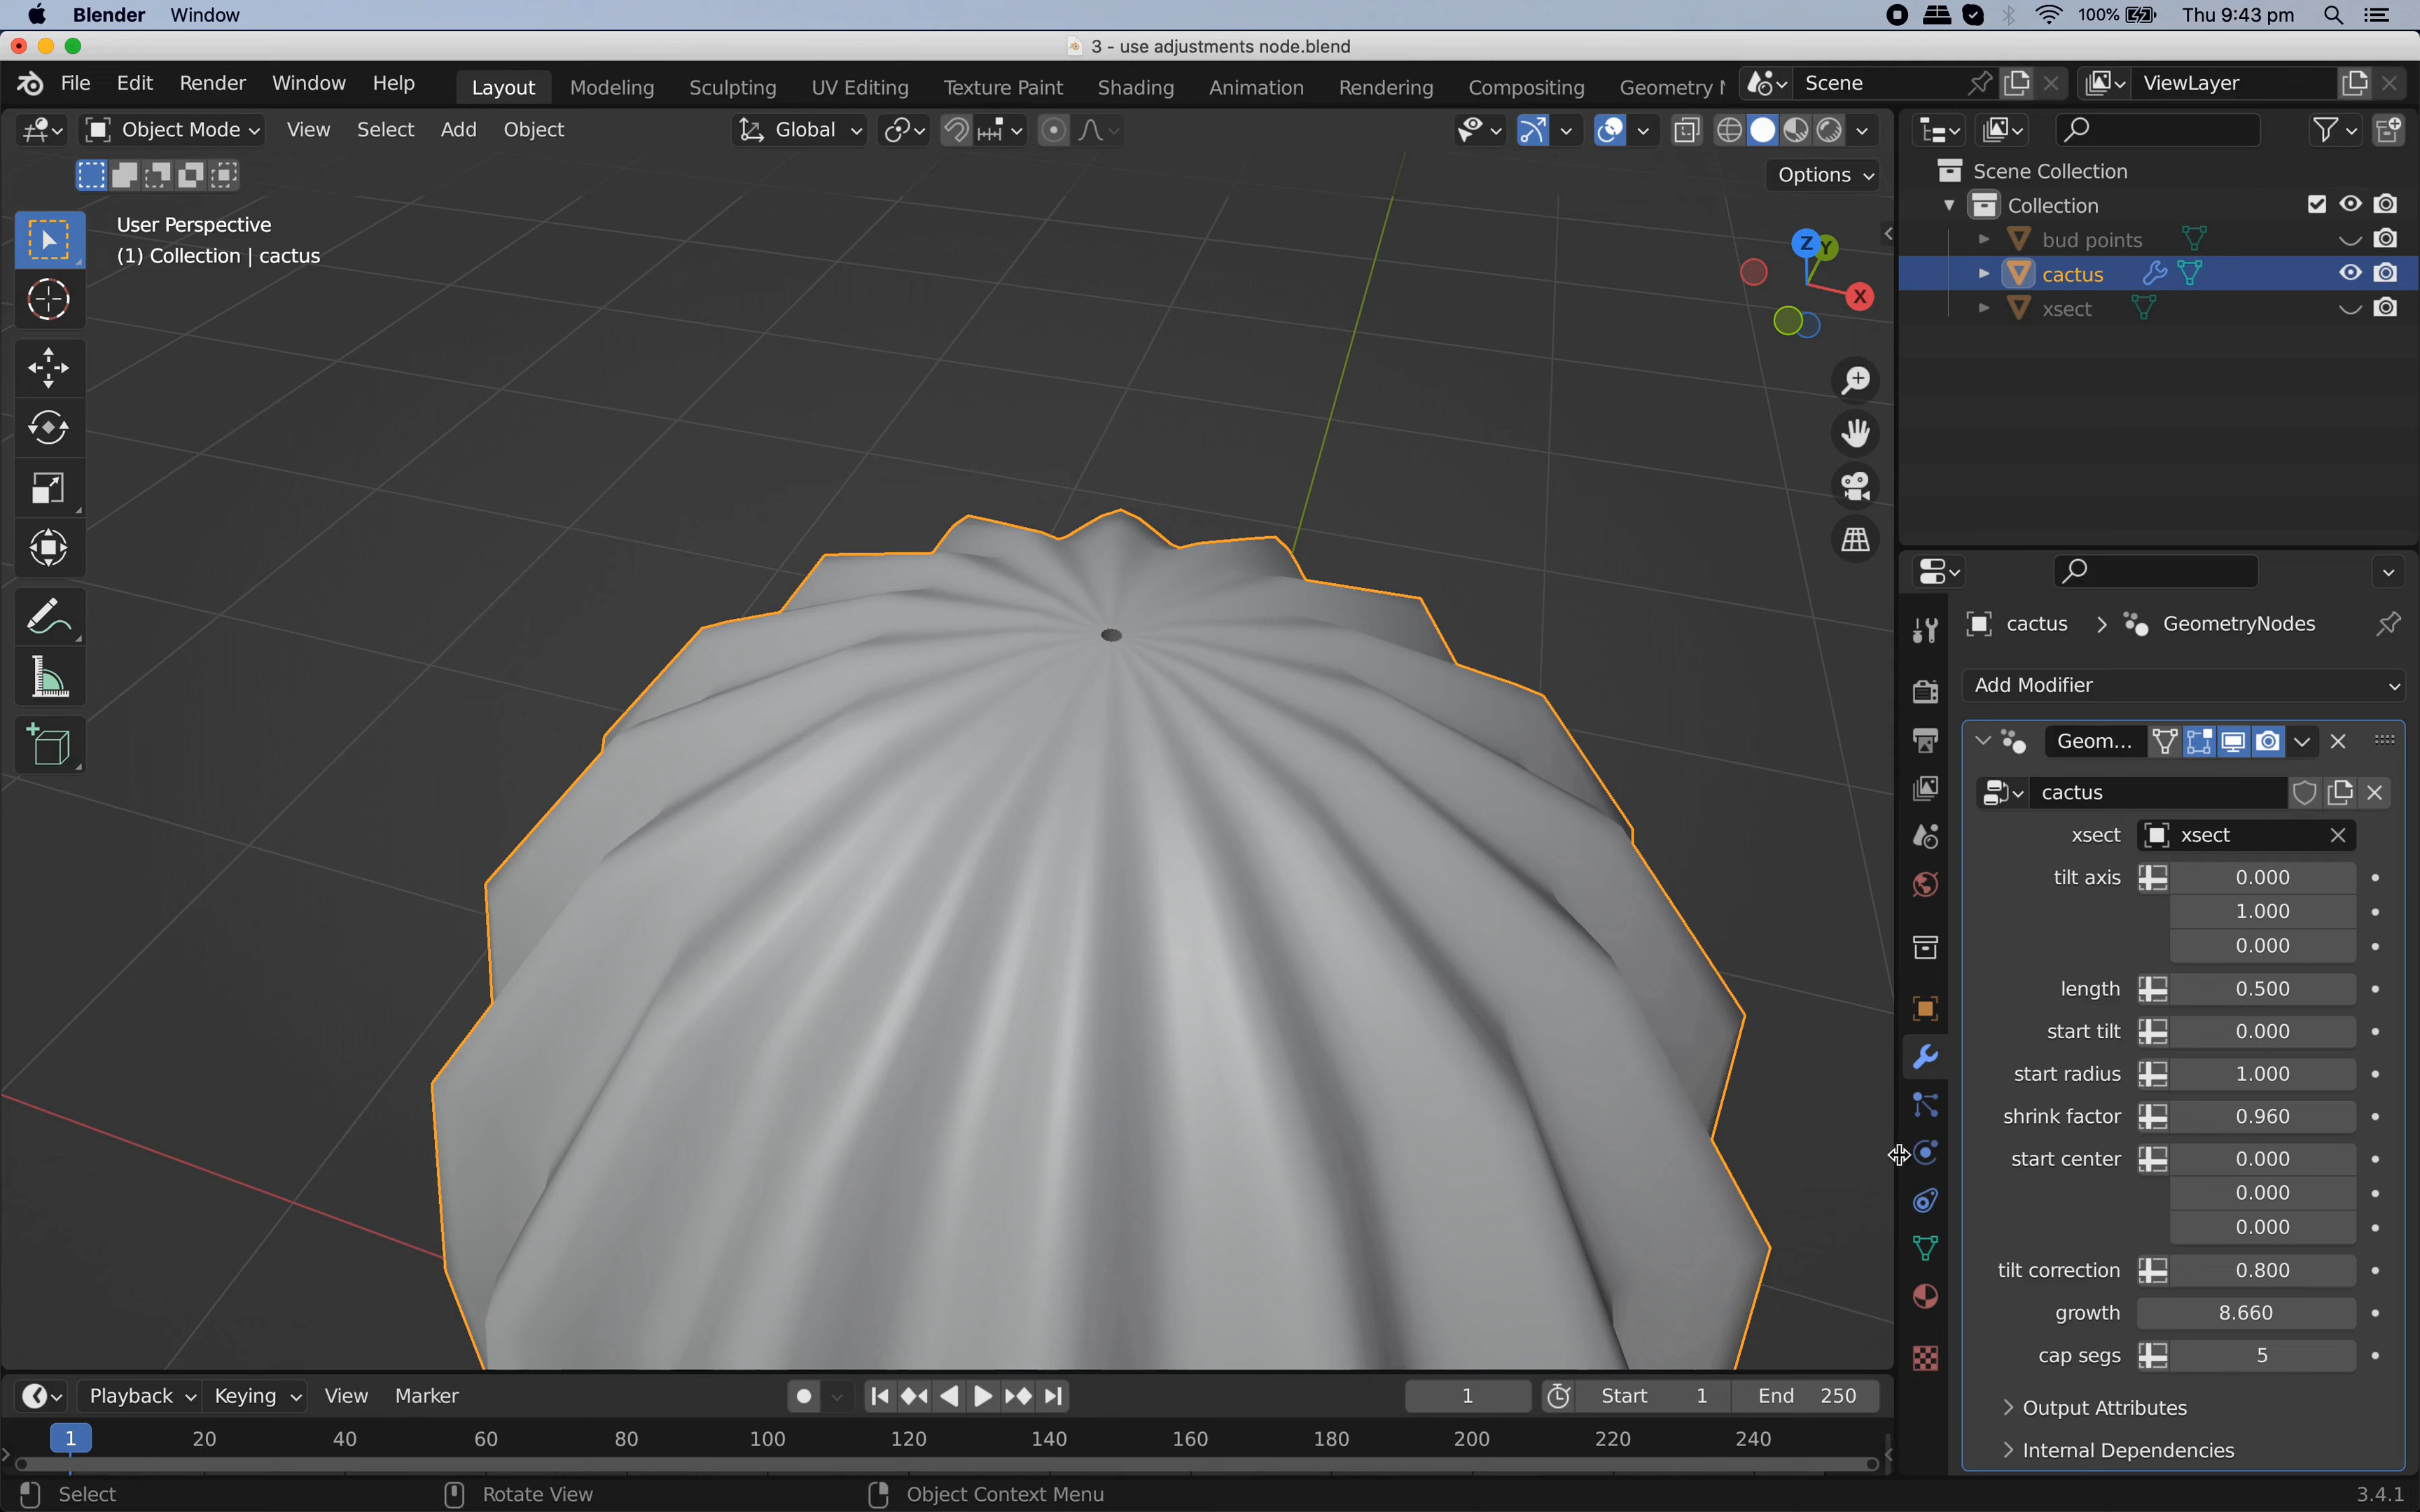 Blender Window 100% Thu 9:43 pm
3 - use adjustments node.blend
File Edit Render Window Help Layout Modeling Sculpting UV Editing Texture Paint Shading Animation Rendering Compositing Geometry N Scene ViewLayer
Object Mode View Select Add Object Global
Options
User Perspective
(1) Collection | cactus
Z Y
X
Scene Collection
Collection
bud points
cactus
xsect
cactus GeometryNodes
Add Modifier
Geom...
cactus
xsect xsect
tilt axis 0.000
1.000
0.000
length 0.500
start tilt 0.000
start radius 1.000
shrink factor 0.960
start center 0.000
0.000
0.000
tilt correction 0.800
growth 8.660
cap segs 5
Output Attributes
Internal Dependencies
Playback Keying View Marker 1 Start 1 End 250
1 20 40 60 80 100 120 140 160 180 200 220 240
Select Rotate View Object Context Menu 3.4.1